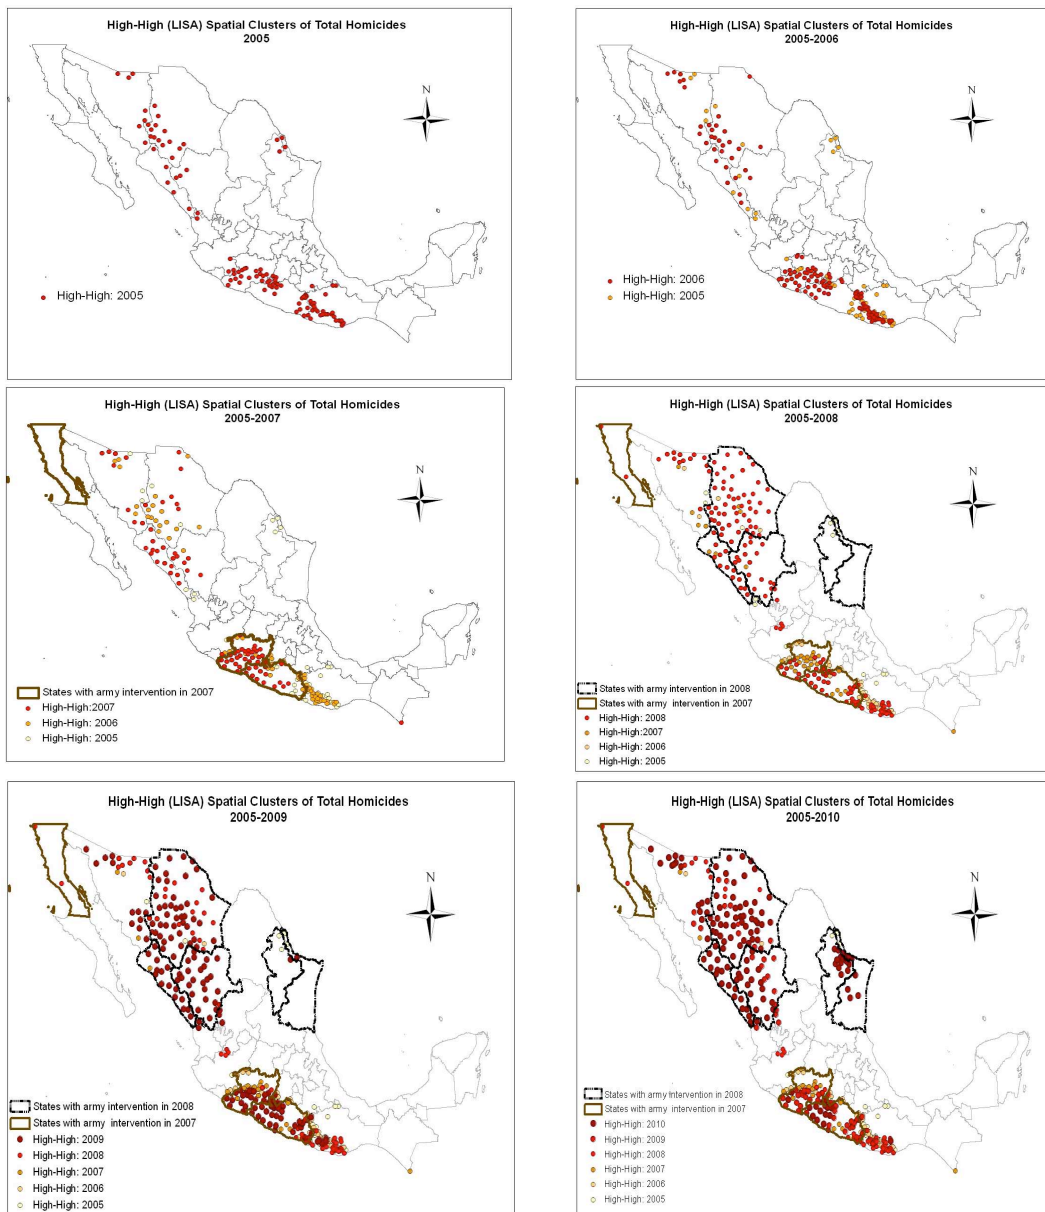 High-High (LISA) Spatial Clusters of Total Homicides
2005
N
High-High: 2005
High-High (LISA) Spatial Clusters of Total Homicides
2005-2006
N
High-High: 2006
High-High: 2005
High-High (LISA) Spatial Clusters of Total Homicides
2005-2007
N
States with army intervention in 2007
High-High:2007
High-High: 2006
High-High: 2005
High-High (LISA) Spatial Clusters of Total Homicides
2005-2008
N
States with army intervention in 2008
States with army intervention in 2007
High-High: 2008
High-High:2007
High-High: 2006
High-High: 2005
High-High (LISA) Spatial Clusters of Total Homicides
2005-2009
N
States with army intervention in 2008
States with army intervention in 2007
High-High: 2009
High-High: 2008
High-High: 2007
High-High: 2006
High-High: 2005
High-High (LISA) Spatial Clusters of Total Homicides
2005-2010
N
States with army intervention in 2008
States with army intervention in 2007
High-High: 2010
High-High: 2009
High-High: 2008
High-High: 2007
High-High: 2006
High-High: 2005